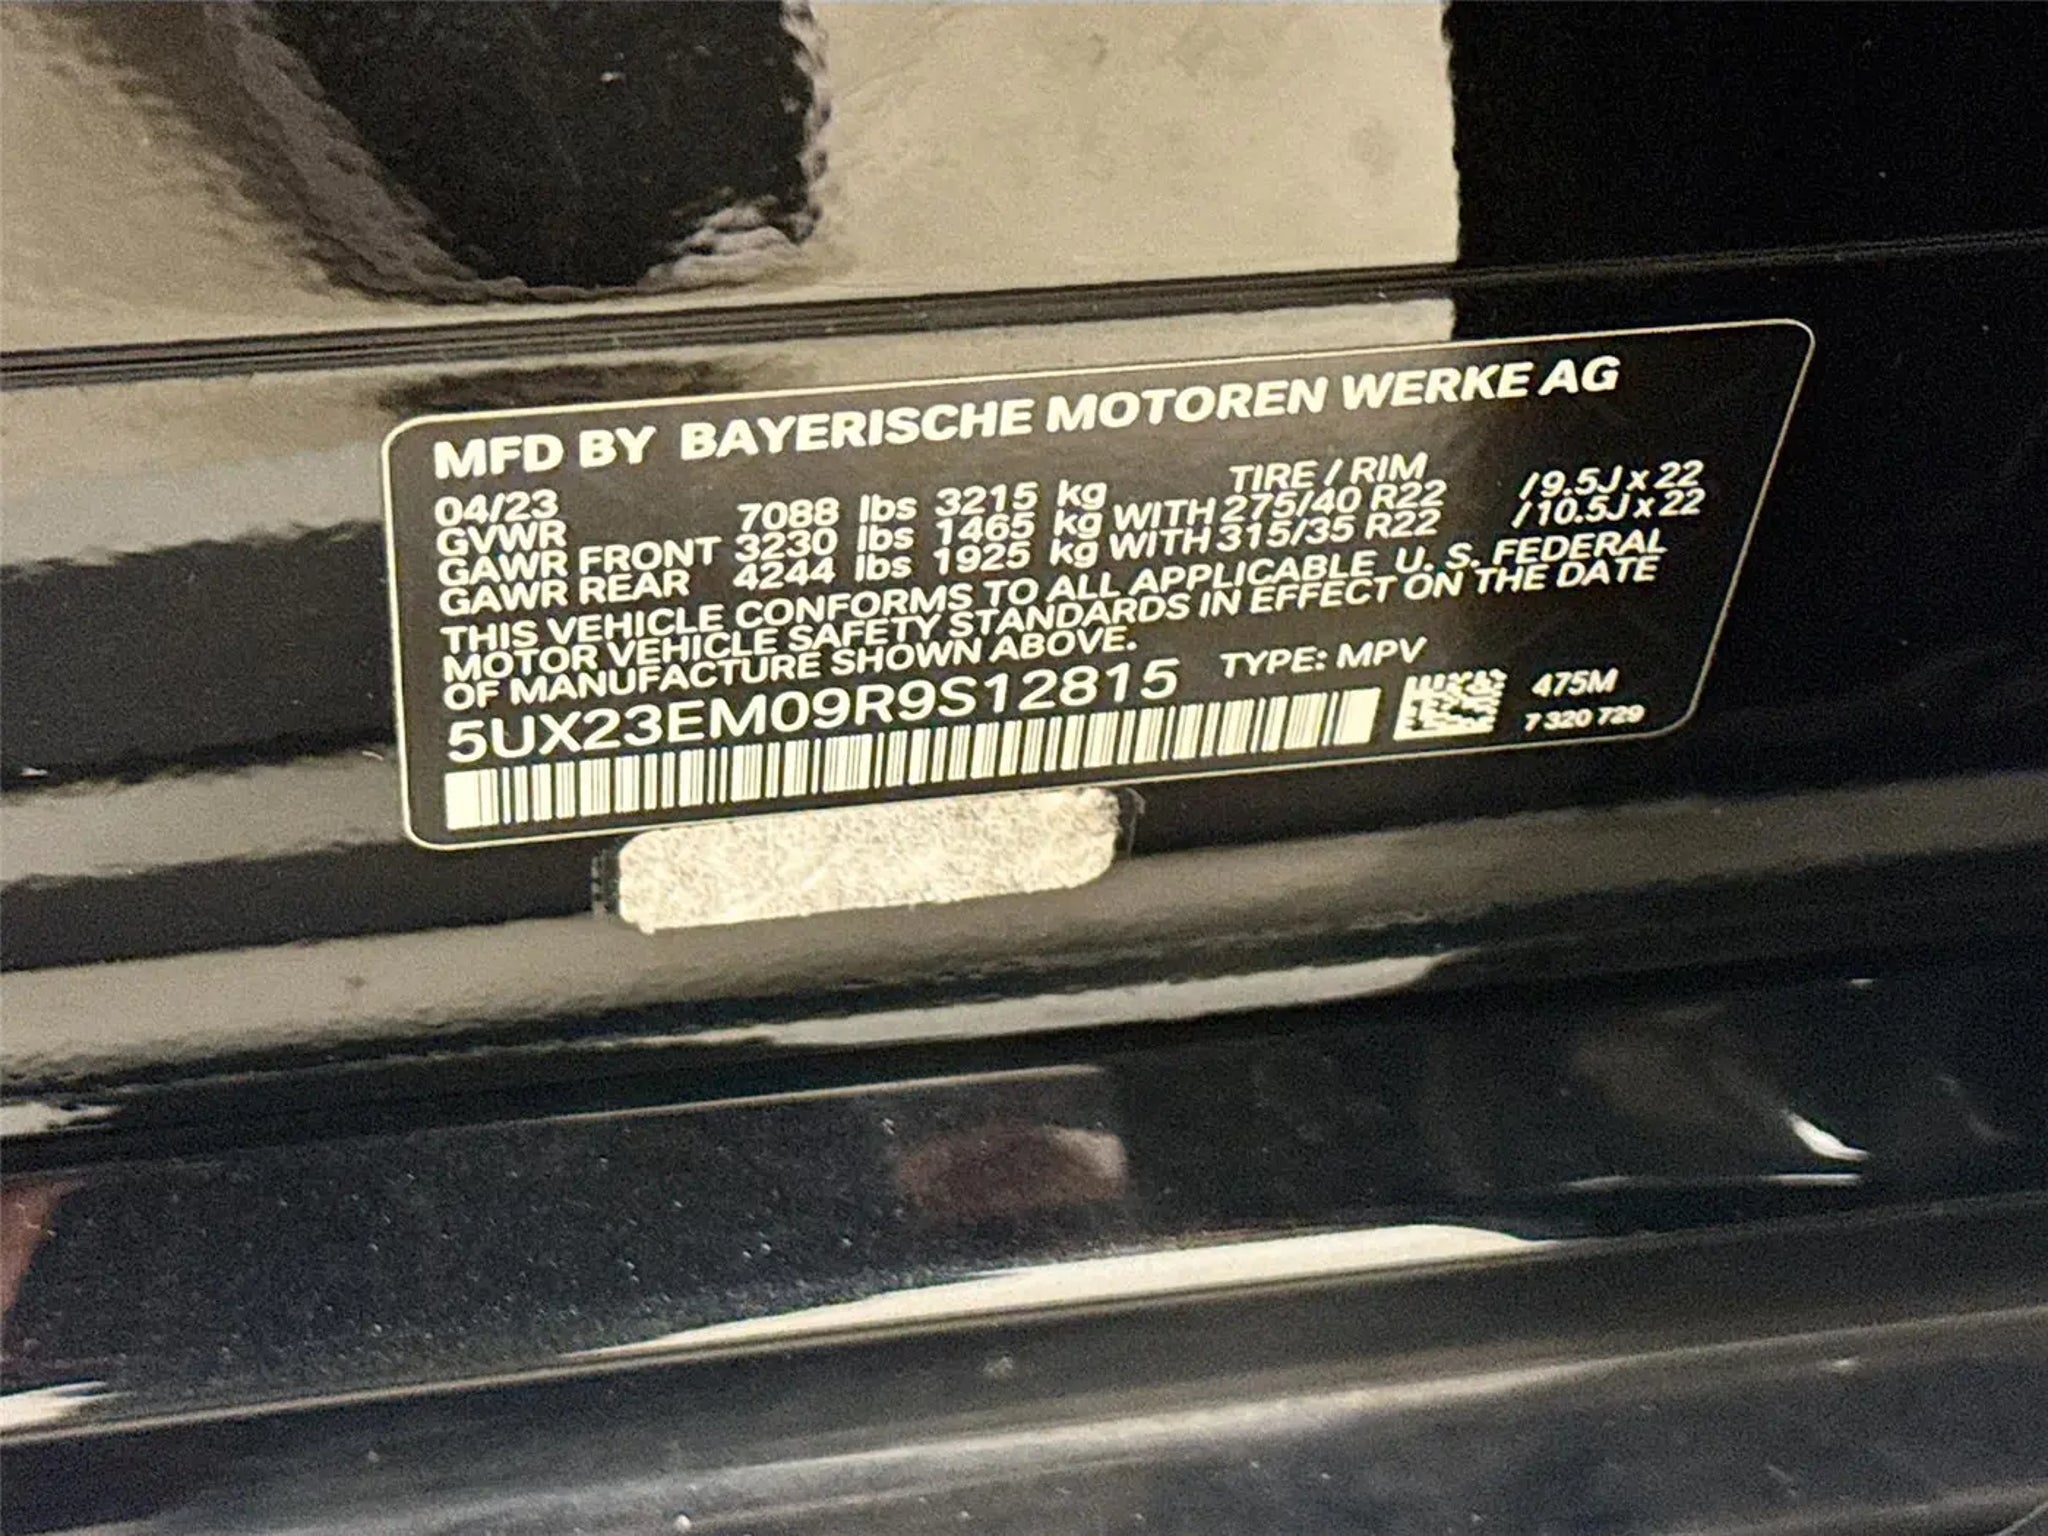 MFD BY BAYERISCHE MOTOREN WERKE AG
04/23 TIRE / RIM
GVWR 7088 lbs 3215 kg
GAWR FRONT 3230 lbs 1465 kg WITH 275/40 R22 /9.5J x 22
GAWR REAR 4244 lbs 1925 kg WITH 315/35 R22 /10.5J x 22
THIS VEHICLE CONFORMS TO ALL APPLICABLE U. S. FEDERAL
MOTOR VEHICLE SAFETY STANDARDS IN EFFECT ON THE DATE
OF MANUFACTURE SHOWN ABOVE.
5UX23EM09R9S12815 TYPE: MPV
475M
7 320 729